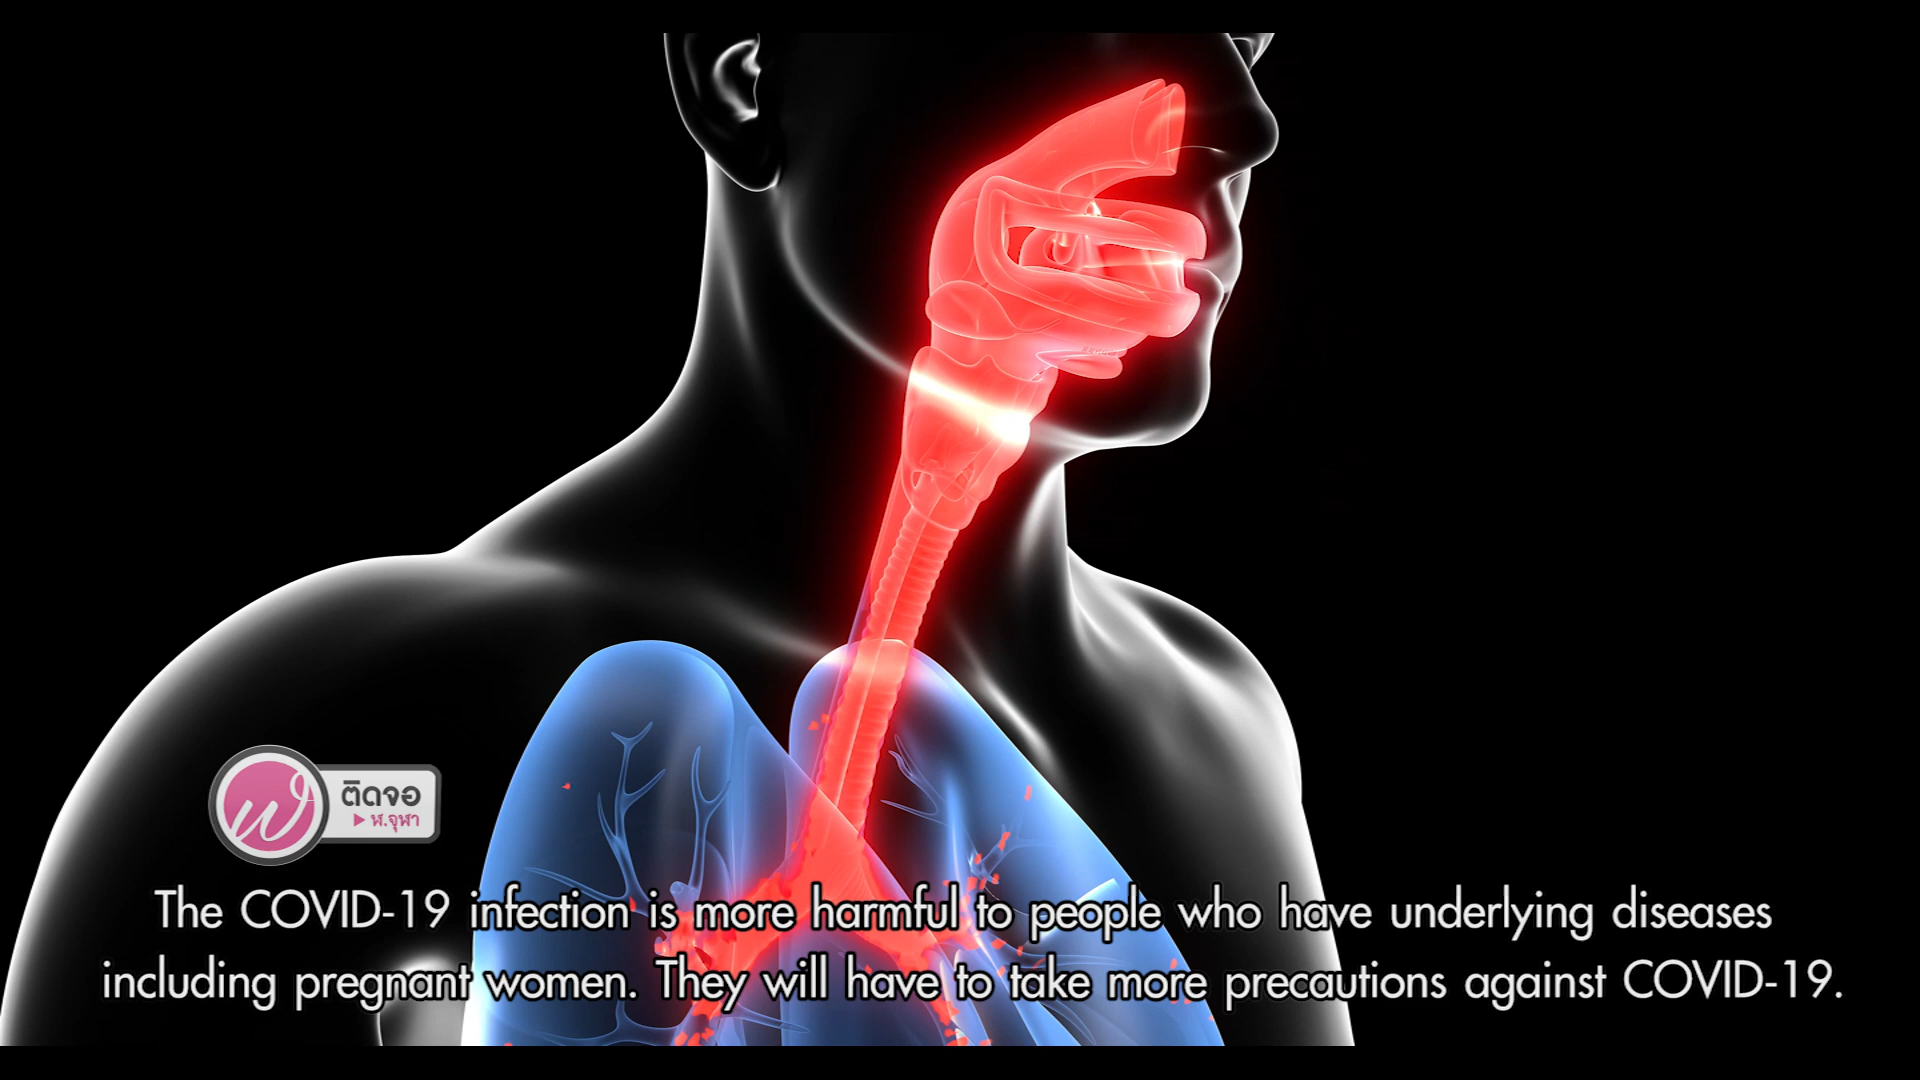 ติดจอ
ฬ.จุฬา
The COVID-19 infection is more harmful to people who have underlying diseases
including pregnant women. They will have to take more precautions against COVID-19.